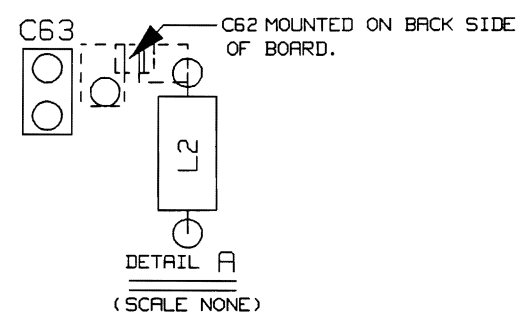 C63
C62 MOUNTED ON BACK SIDE
OF BOARD.
L2
DETAIL A
(SCALE NONE)